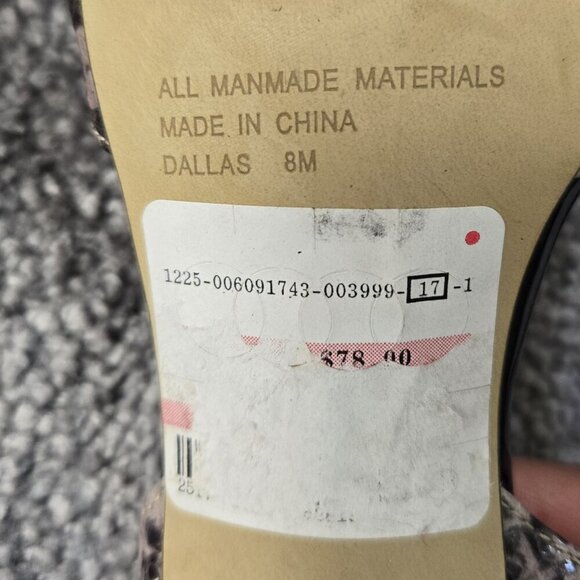 ALL MANMADE MATERIALS
MADE IN CHINA
DALLAS 8M
1225-006091743-003999-17-1
$78.00